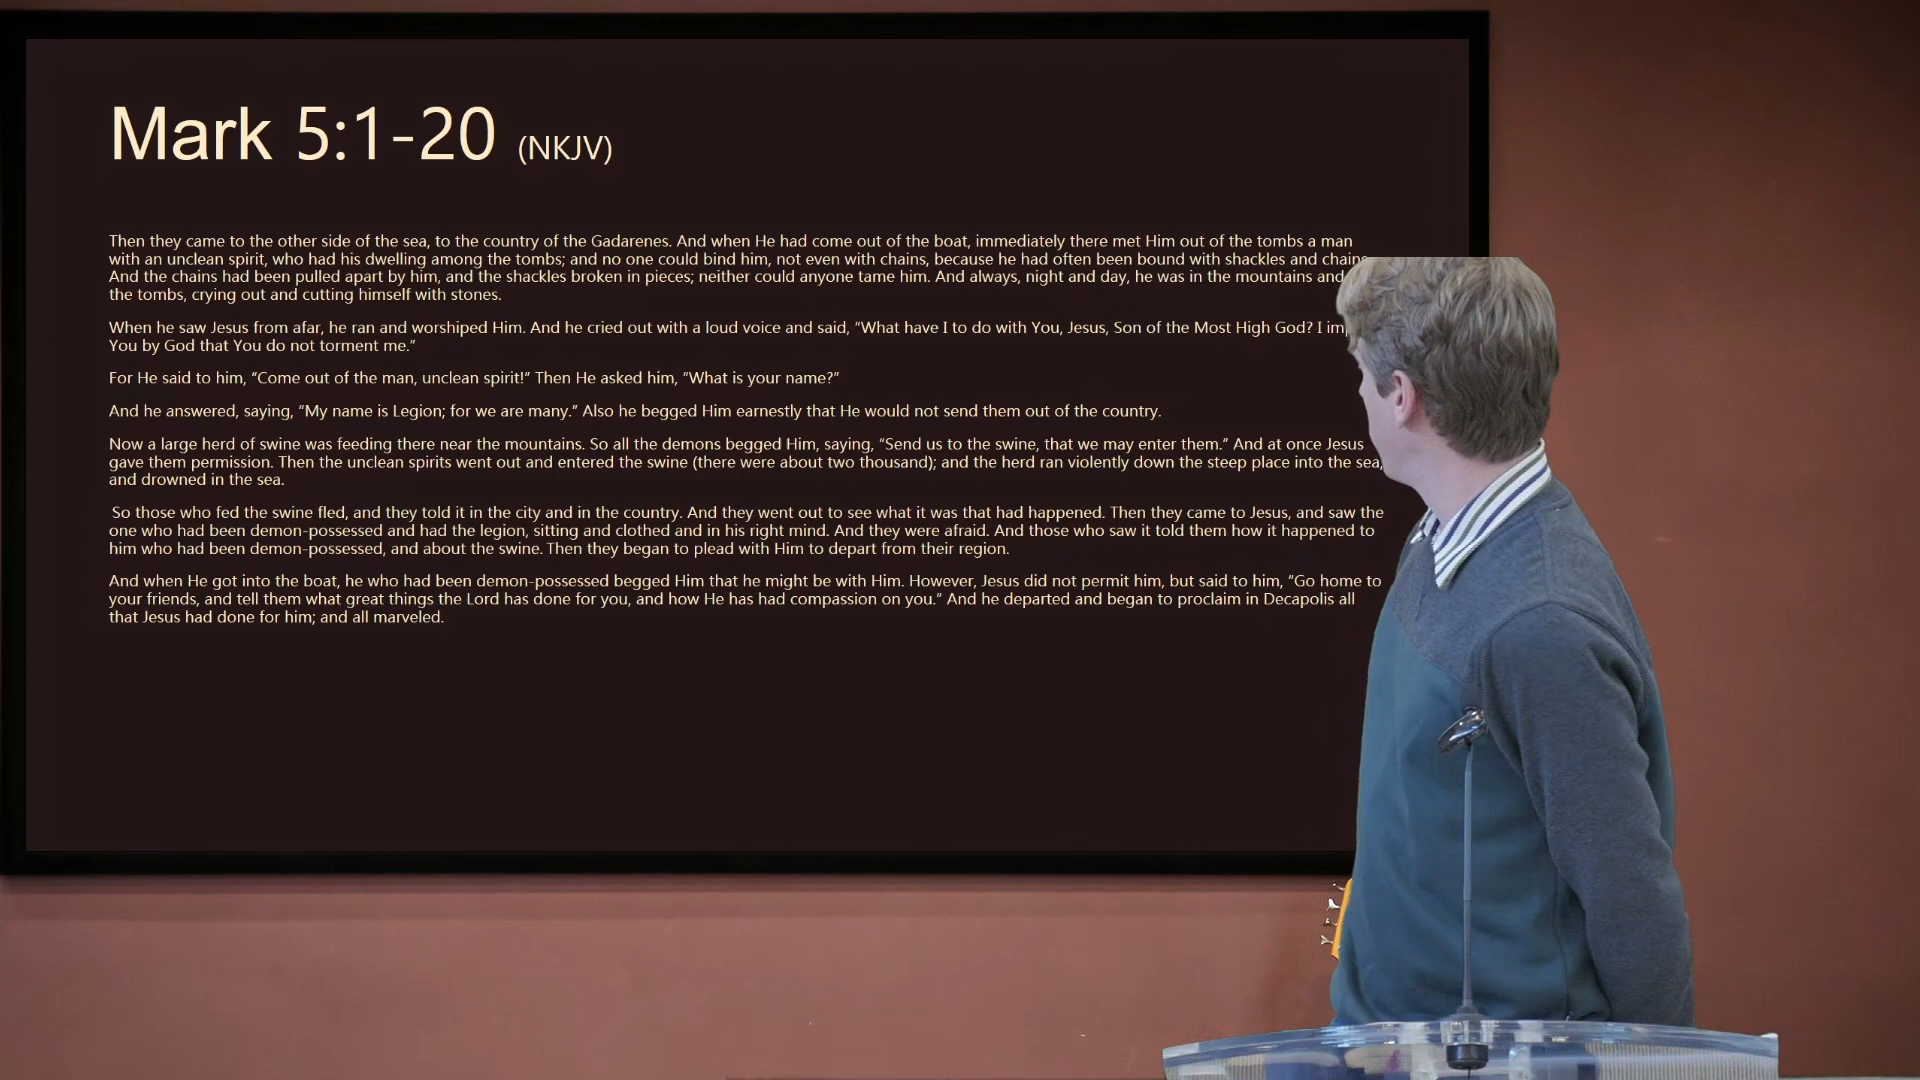 Mark 5:1-20 (NKJV)
Then they came to the other side of the sea, to the country of the Gadarenes. And when He had come out of the boat, immediately there met Him out of the tombs a man
with an unclean spirit, who had his dwelling among the tombs; and no one could bind him, not even with chains, because he had often been bound with shackles and chains.
And the chains had been pulled apart by him, and the shackles broken in pieces; neither could anyone tame him. And always, night and day, he was in the mountains and
the tombs, crying out and cutting himself with stones.
When he saw Jesus from afar, he ran and worshiped Him. And he cried out with a loud voice and said, “What have I to do with You, Jesus, Son of the Most High God? I
You by God that You do not torment me.”
For He said to him, “Come out of the man, unclean spirit!” Then He asked him, “What is your name?”
And he answered, saying, “My name is Legion; for we are many.” Also he begged Him earnestly that He would not send them out of the country.
Now a large herd of swine was feeding there near the mountains. So all the demons begged Him, saying, “Send us to the swine, that we may enter them.” And at once Jesus
gave them permission. Then the unclean spirits went out and entered the swine (there were about two thousand); and the herd ran violently down the steep place into the sea,
and drowned in the sea.
So those who fed the swine fled, and they told it in the city and in the country. And they went out to see what it was that had happened. Then they came to Jesus, and saw the
one who had been demon-possessed and had the legion, sitting and clothed and in his right mind. And they were afraid. And those who saw it told them how it happened to
him who had been demon-possessed, and about the swine. Then they began to plead with Him to depart from their region.
And when He got into the boat, he who had been demon-possessed begged Him that he might be with Him. However, Jesus did not permit him, but said to him, “Go home to
your friends, and tell them what great things the Lord has done for you, and how He has had compassion on you.” And he departed and began to proclaim in Decapolis all
that Jesus had done for him; and all marveled.